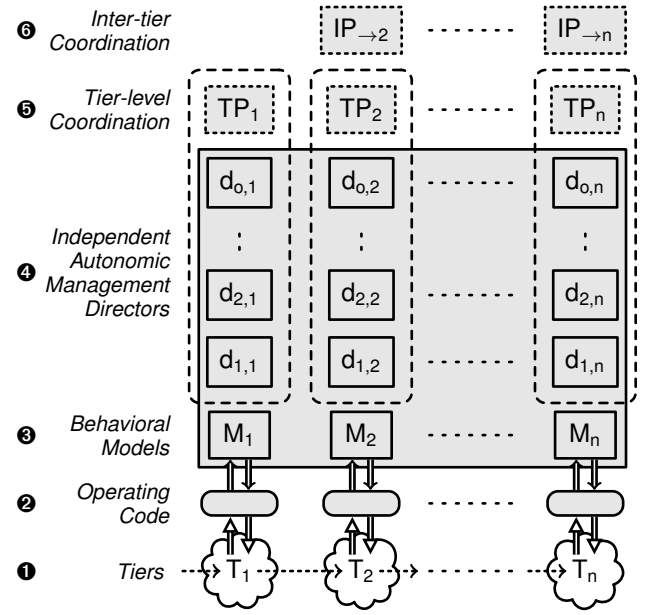 ❻ Inter-tier Coordination IP→2 ........ IP→n
❺ Tier-level Coordination TP1 TP2 ........ TPn
do,1 do,2 ........ do,n
❹ Independent Autonomic Management Directors
⋮ ⋮ ⋮
d2,1 d2,2 ........ d2,n
d1,1 d1,2 ........ d1,n
❸ Behavioral Models M1 M2 ........ Mn
❷ Operating Code ........
❶ Tiers T1 T2 ........ Tn